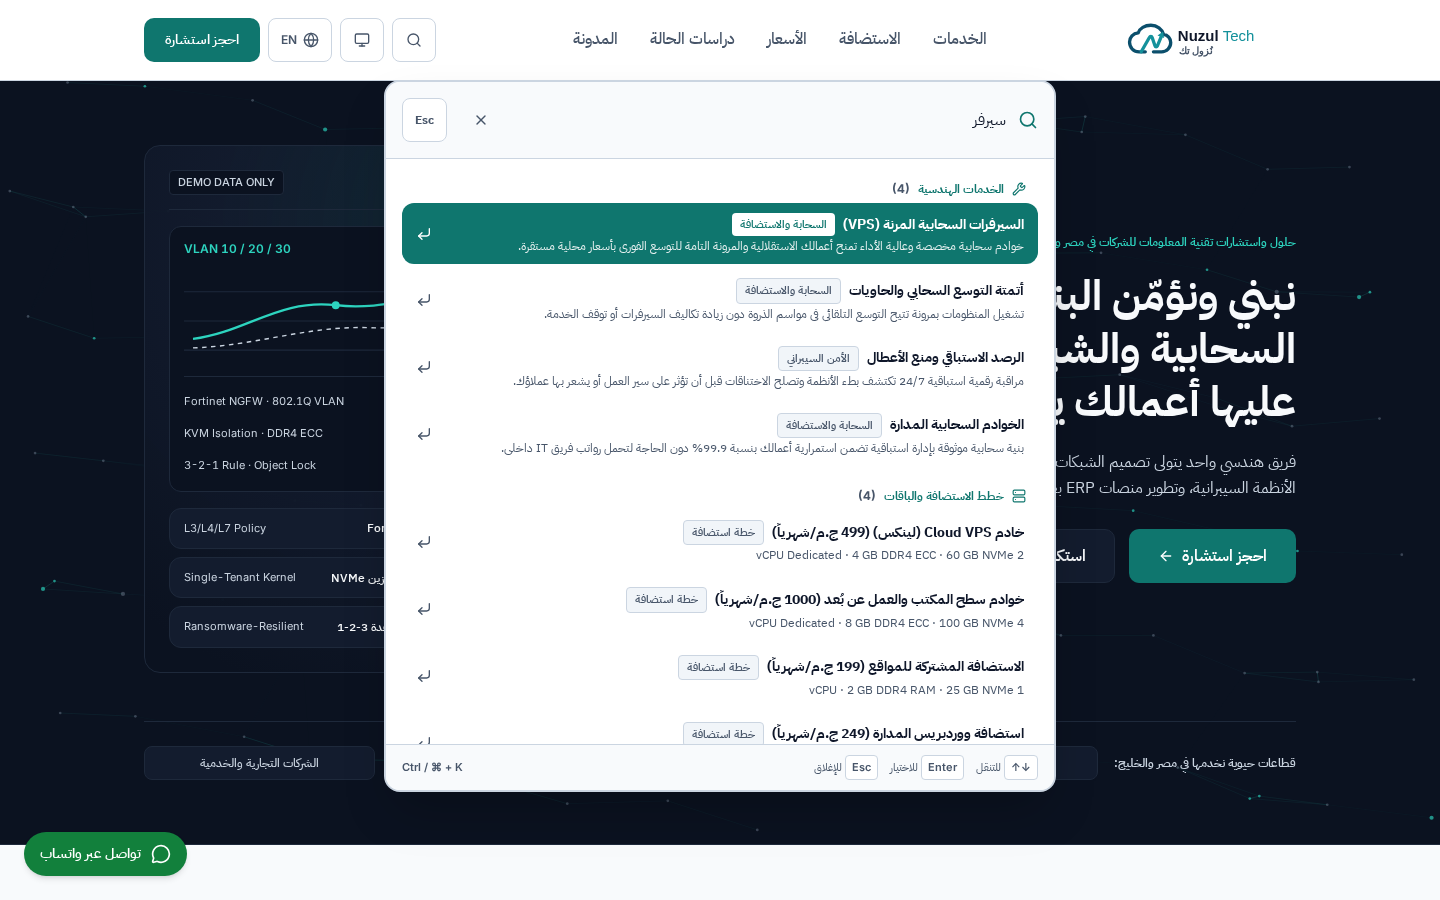 Nuzul Tech
نُزول تك
الخدمات
الاستضافة
الأسعار
دراسات الحالة
المدونة
EN
احجز استشارة
سيرفر
Esc
الخدمات الهندسية (4)
السيرفرات السحابية المرنة (VPS) السحابة والاستضافة
خوادم سحابية مخصصة وعالية الأداء تمنح أعمالك الاستقلالية والمرونة التامة للتوسع الفوري بأسعار محلية مستقرة.
أتمتة التوسع السحابي والحاويات السحابة والاستضافة
تشغيل المنظومات بمرونة تتيح التوسع التلقائي في مواسم الذروة دون زيادة تكاليف السيرفرات أو توقف الخدمة.
الرصد الاستباقي ومنع الأعطال الأمن السيبراني
مراقبة رقمية استباقية 24/7 تكتشف بطء الأنظمة وتصلح الاختناقات قبل أن تؤثر على سير العمل أو يشعر بها عملاؤك.
الخوادم السحابية المدارة السحابة والاستضافة
بنية سحابية موثوقة بإدارة استباقية تضمن استمرارية أعمالك بنسبة 99.9% دون الحاجة لتحمل رواتب فريق IT داخلي.
خطط الاستضافة والباقات (4)
خادم Cloud VPS (لينكس) (499 ج.م/شهرياً) خطة استضافة
2 vCPU Dedicated · 4 GB DDR4 ECC · 60 GB NVMe
خوادم سطح المكتب والعمل عن بُعد (1000 ج.م/شهرياً) خطة استضافة
4 vCPU Dedicated · 8 GB DDR4 ECC · 100 GB NVMe
الاستضافة المشتركة للمواقع (199 ج.م/شهرياً) خطة استضافة
1 vCPU · 2 GB DDR4 RAM · 25 GB NVMe
استضافة ووردبريس المدارة (249 ج.م/شهرياً) خطة استضافة
↑↓ للتنقل
Enter للاختيار
Esc للإغلاق
Ctrl / ⌘ + K
حلول واستشارات تقنية المعلومات للشركات في مصر و
نبني ونؤمّن
السحابية
عليها أعمالك
فريق هندسي واحد يتولى تصميم الشبكات
الأنظمة السيبرانية، وتطوير منصات ERP
احجز استشارة
DEMO DATA ONLY
VLAN 10 / 20 / 30
Fortinet NGFW · 802.1Q VLAN
KVM Isolation · DDR4 ECC
3-2-1 Rule · Object Lock
L3/L4/L7 Policy
Single-Tenant Kernel
NVMe
Ransomware-Resilient
1-2-3
قطاعات حيوية نخدمها في مصر والخليج:
الشركات التجارية والخدمية
تواصل عبر واتساب